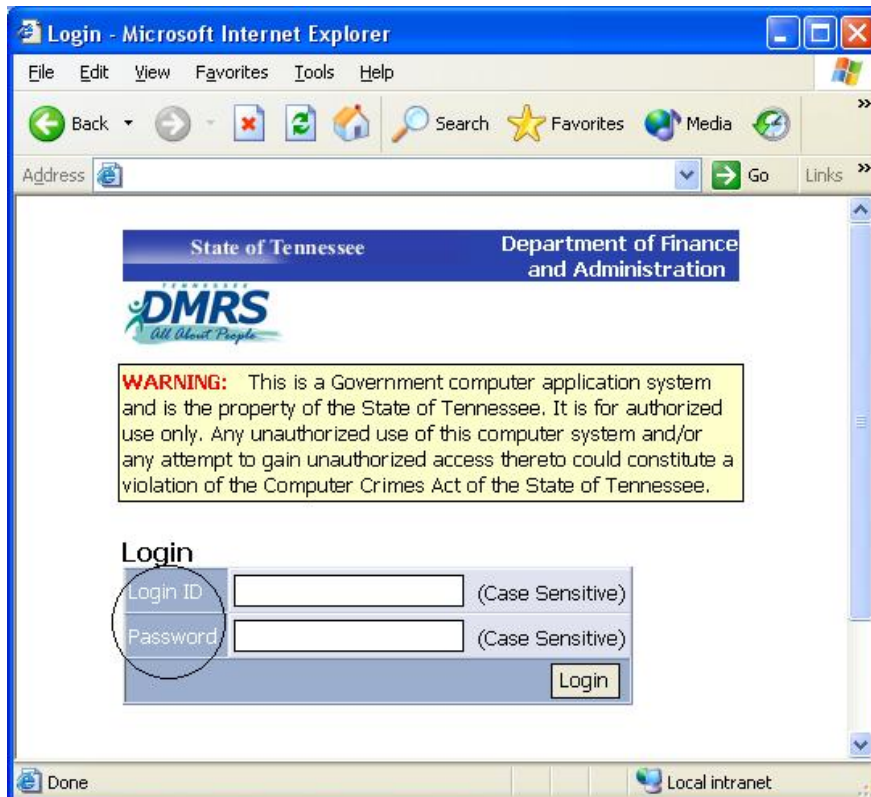 Login - Microsoft Internet Explorer
File Edit View Favorites Tools Help
Back Search Favorites Media »
Address Go Links »
State of Tennessee Department of Finance
and Administration
TENNESSEE
DMRS
All About People
WARNING: This is a Government computer application system
and is the property of the State of Tennessee. It is for authorized
use only. Any unauthorized use of this computer system and/or
any attempt to gain unauthorized access thereto could constitute a
violation of the Computer Crimes Act of the State of Tennessee.
Login
Login ID (Case Sensitive)
Password (Case Sensitive)
Login
Done Local intranet